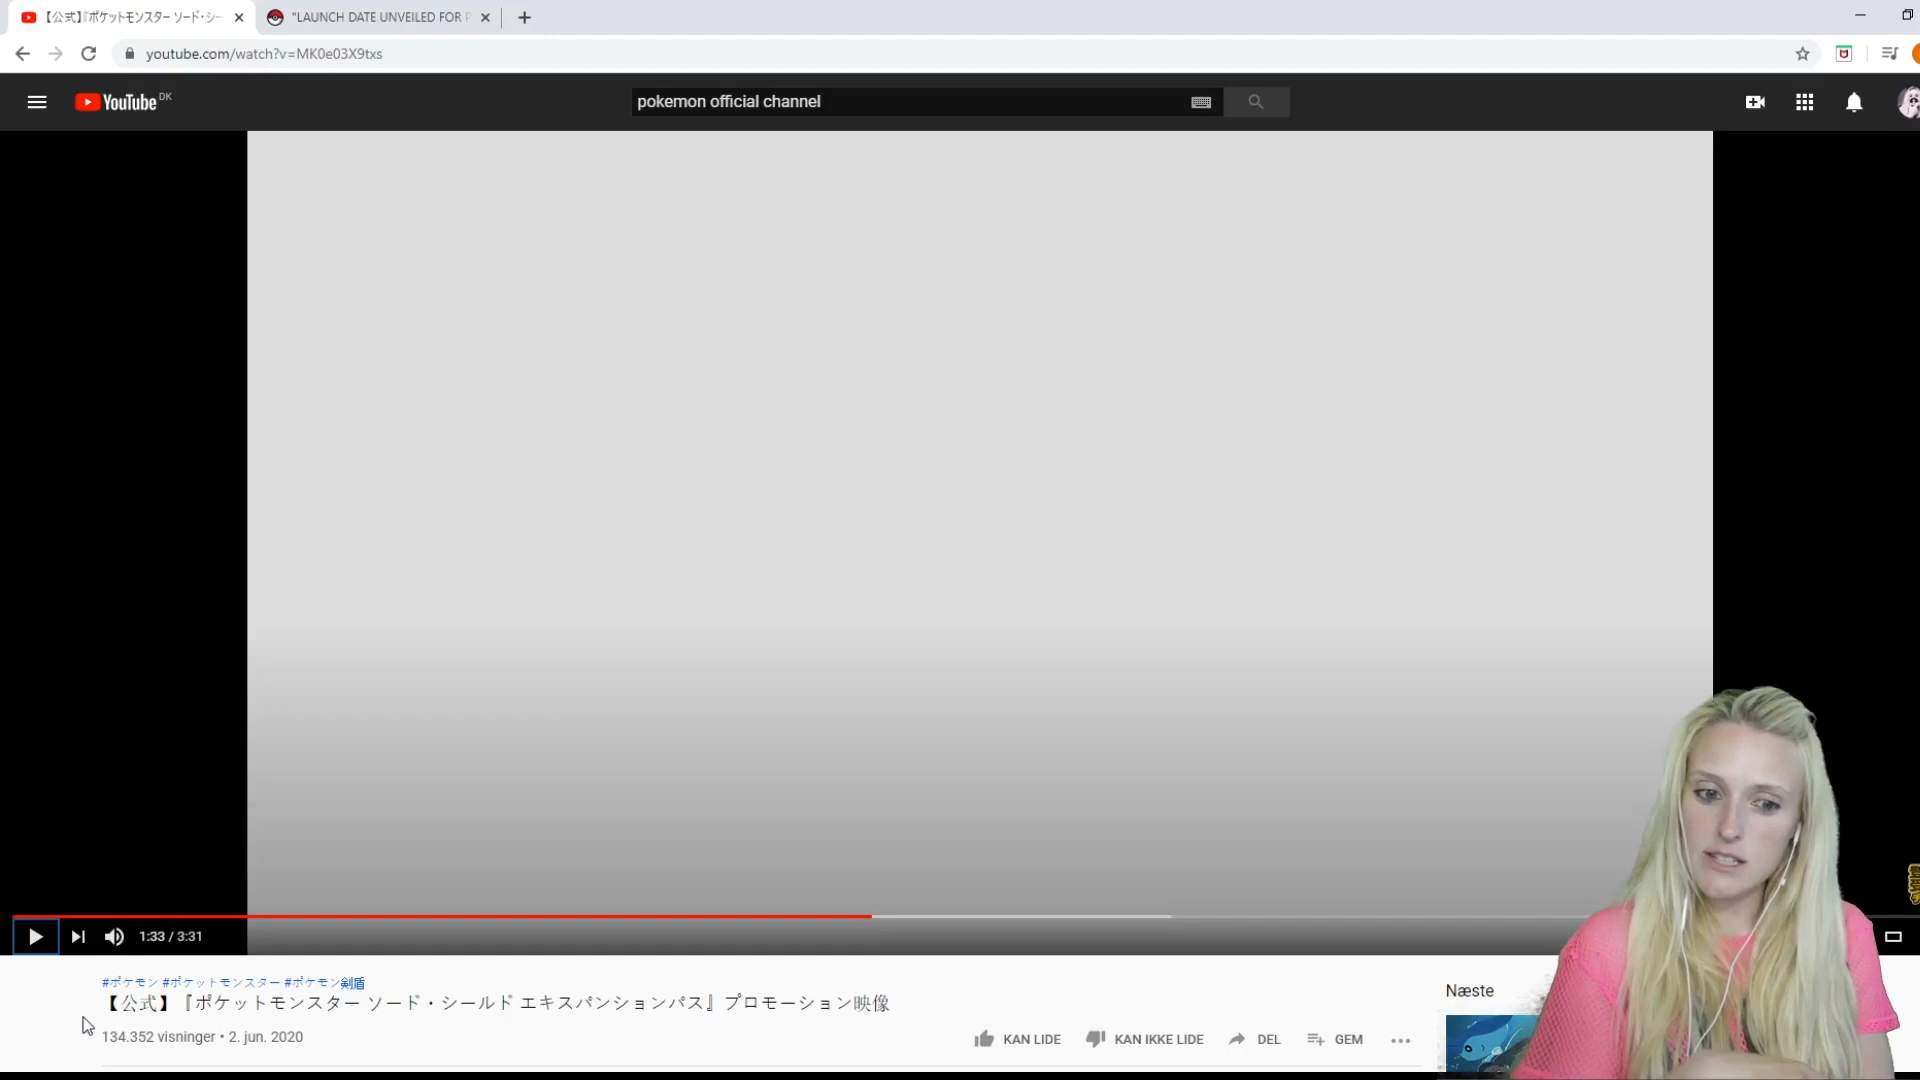 【公式】『ポケットモンスター ソード・シー
"LAUNCH DATE UNVEILED FOR P
youtube.com/watch?v=MK0e03X9txs
YouTube DK
pokemon official channel
1:33 / 3:31
#ポケモン #ポケットモンスター #ポケモン剣盾
【公式】『ポケットモンスター ソード・シールド エキスパンションパス』プロモーション映像
134.352 visninger • 2. jun. 2020
KAN LIDE
KAN IKKE LIDE
DEL
GEM
Næste